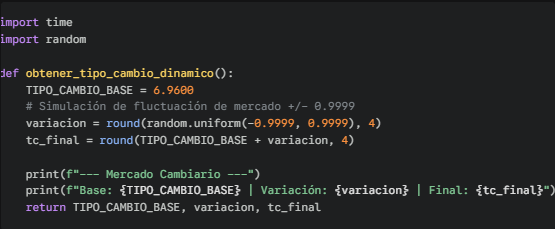 import time
import random
def obtener_tipo_cambio_dinamico():
    TIPO_CAMBIO_BASE = 6.9600
    # Simulación de fluctuación de mercado +/- 0.9999
    variacion = round(random.uniform(-0.9999, 0.9999), 4)
    tc_final = round(TIPO_CAMBIO_BASE + variacion, 4)
    print(f"--- Mercado Cambiario ---")
    print(f"Base: {TIPO_CAMBIO_BASE} | Variación: {variacion} | Final: {tc_final}")
    return TIPO_CAMBIO_BASE, variacion, tc_final